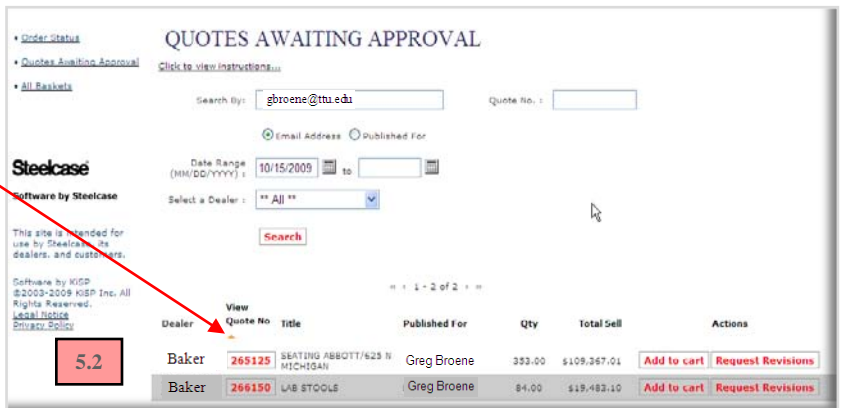 • Order Status
• Quotes Awaiting Approval
• All Baskets
QUOTES AWAITING APPROVAL
Click to view instructions...
Search By: gbroene@ttu.edu Quote No. :
Email Address Published For
Date Range
(MM/DD/YYYY) : 10/15/2009 to
Select a Dealer : ** All **
Search
Steelcase
Software by Steelcase
This site is intended for
use by Steelcase, its
dealers, and customers.
Software by KiSP
©2003-2009 KiSP Inc. All
Rights Reserved.
Legal Notice
Privacy Policy
5.2
« ‹ 1 - 2 of 2 › »
View
Dealer Quote No Title Published For Qty Total Sell Actions
Baker 265125 SEATING ABBOTT/625 N MICHIGAN Greg Broene 353.00 $109,367.01 Add to cart Request Revisions
Baker 266150 LAB STOOLS Greg Broene 84.00 $19,483.10 Add to cart Request Revisions